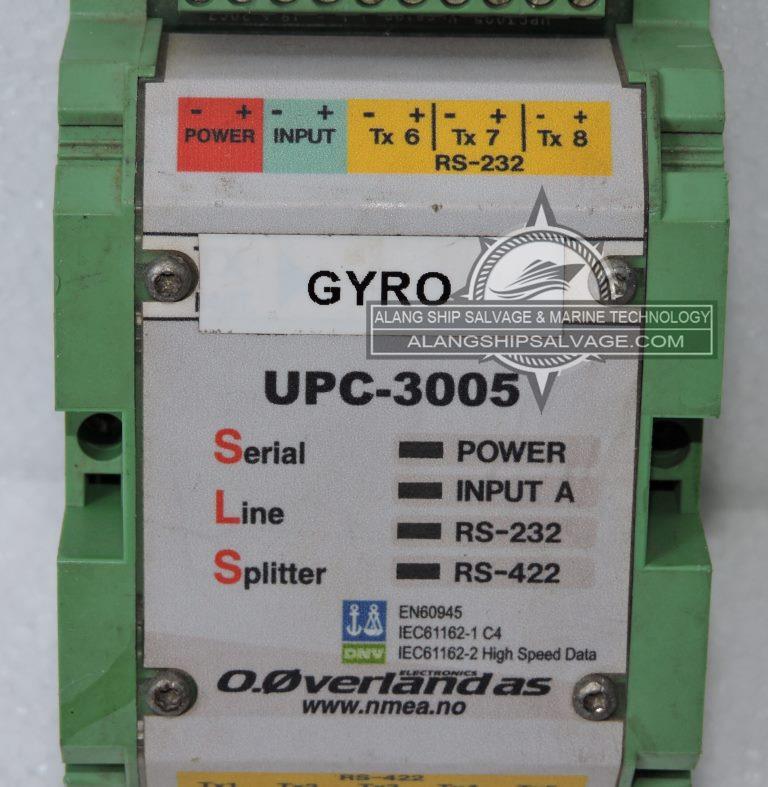 - + - + - + - + - +
POWER INPUT Tx 6 Tx 7 Tx 8
RS-232
GYRO
ALANG SHIP SALVAGE & MARINE TECHNOLOGY
ALANGSHIPSALVAGE.COM
UPC-3005
Serial
Line
Splitter
POWER
INPUT A
RS-232
RS-422
EN60945
IEC61162-1 C4
IEC61162-2 High Speed Data
DNV
ELECTRONICS
O.Øverland as
www.nmea.no
RS-422